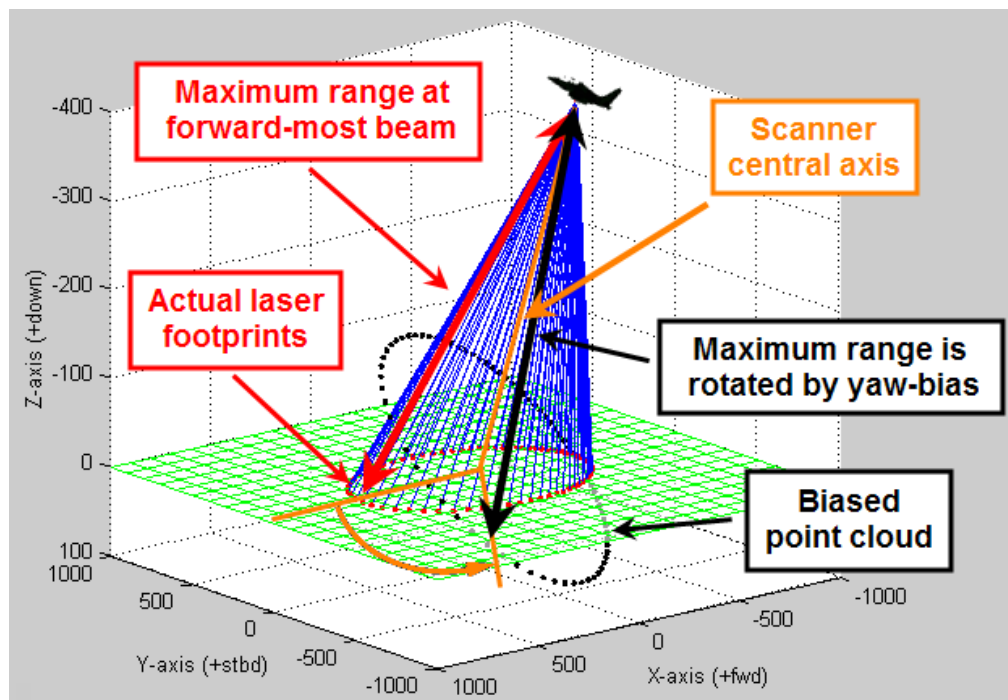 Maximum range at
forward-most beam
Scanner
central axis
Actual laser
footprints
Maximum range is
rotated by yaw-bias
Biased
point cloud
Z-axis (+down)
-400
-300
-200
-100
0
100
1000
500
0
-500
-1000
Y-axis (+stbd)
1000
500
0
-500
-1000
X-axis (+fwd)